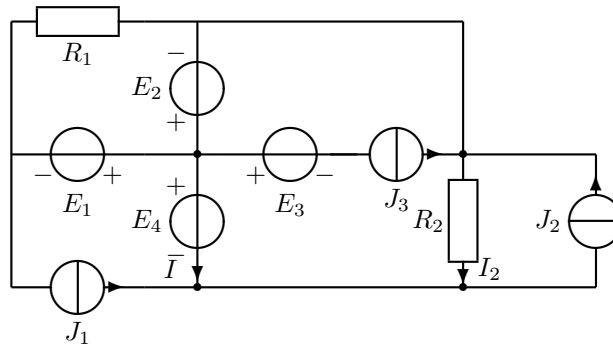 R1
−
E2
+
− +
E1
+
E4
−
I
+ −
E3
J3
R2
J2
I2
J1